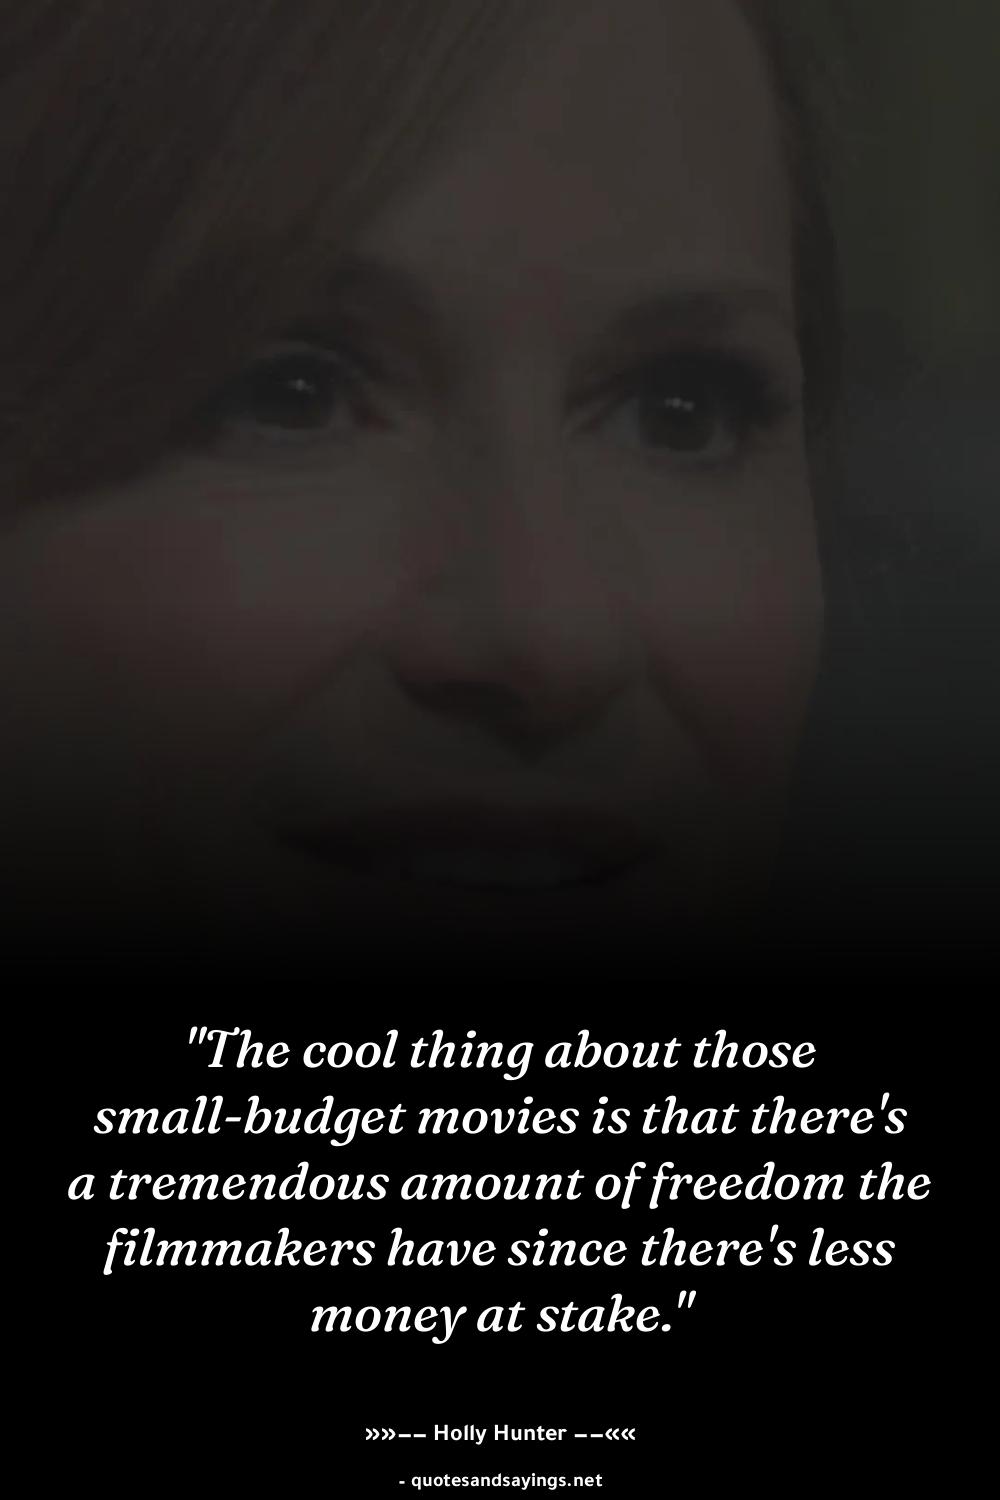 "The cool thing about those
small-budget movies is that there's
a tremendous amount of freedom the
filmmakers have since there's less
money at stake."
»»−− Holly Hunter −−««
- quotesandsayings.net